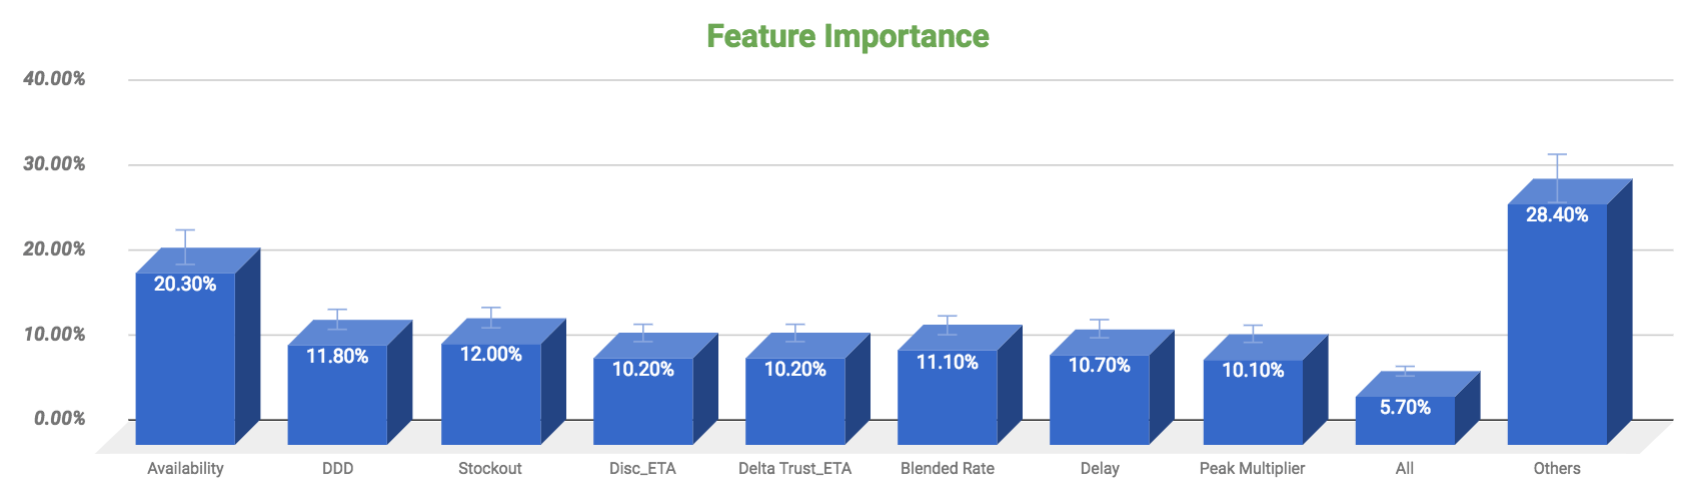 Feature Importance
40.00%
30.00%
20.00%
10.00%
0.00%
20.30%
11.80%
12.00%
10.20%
10.20%
11.10%
10.70%
10.10%
5.70%
28.40%
Availability
DDD
Stockout
Disc_ETA
Delta Trust_ETA
Blended Rate
Delay
Peak Multiplier
All
Others